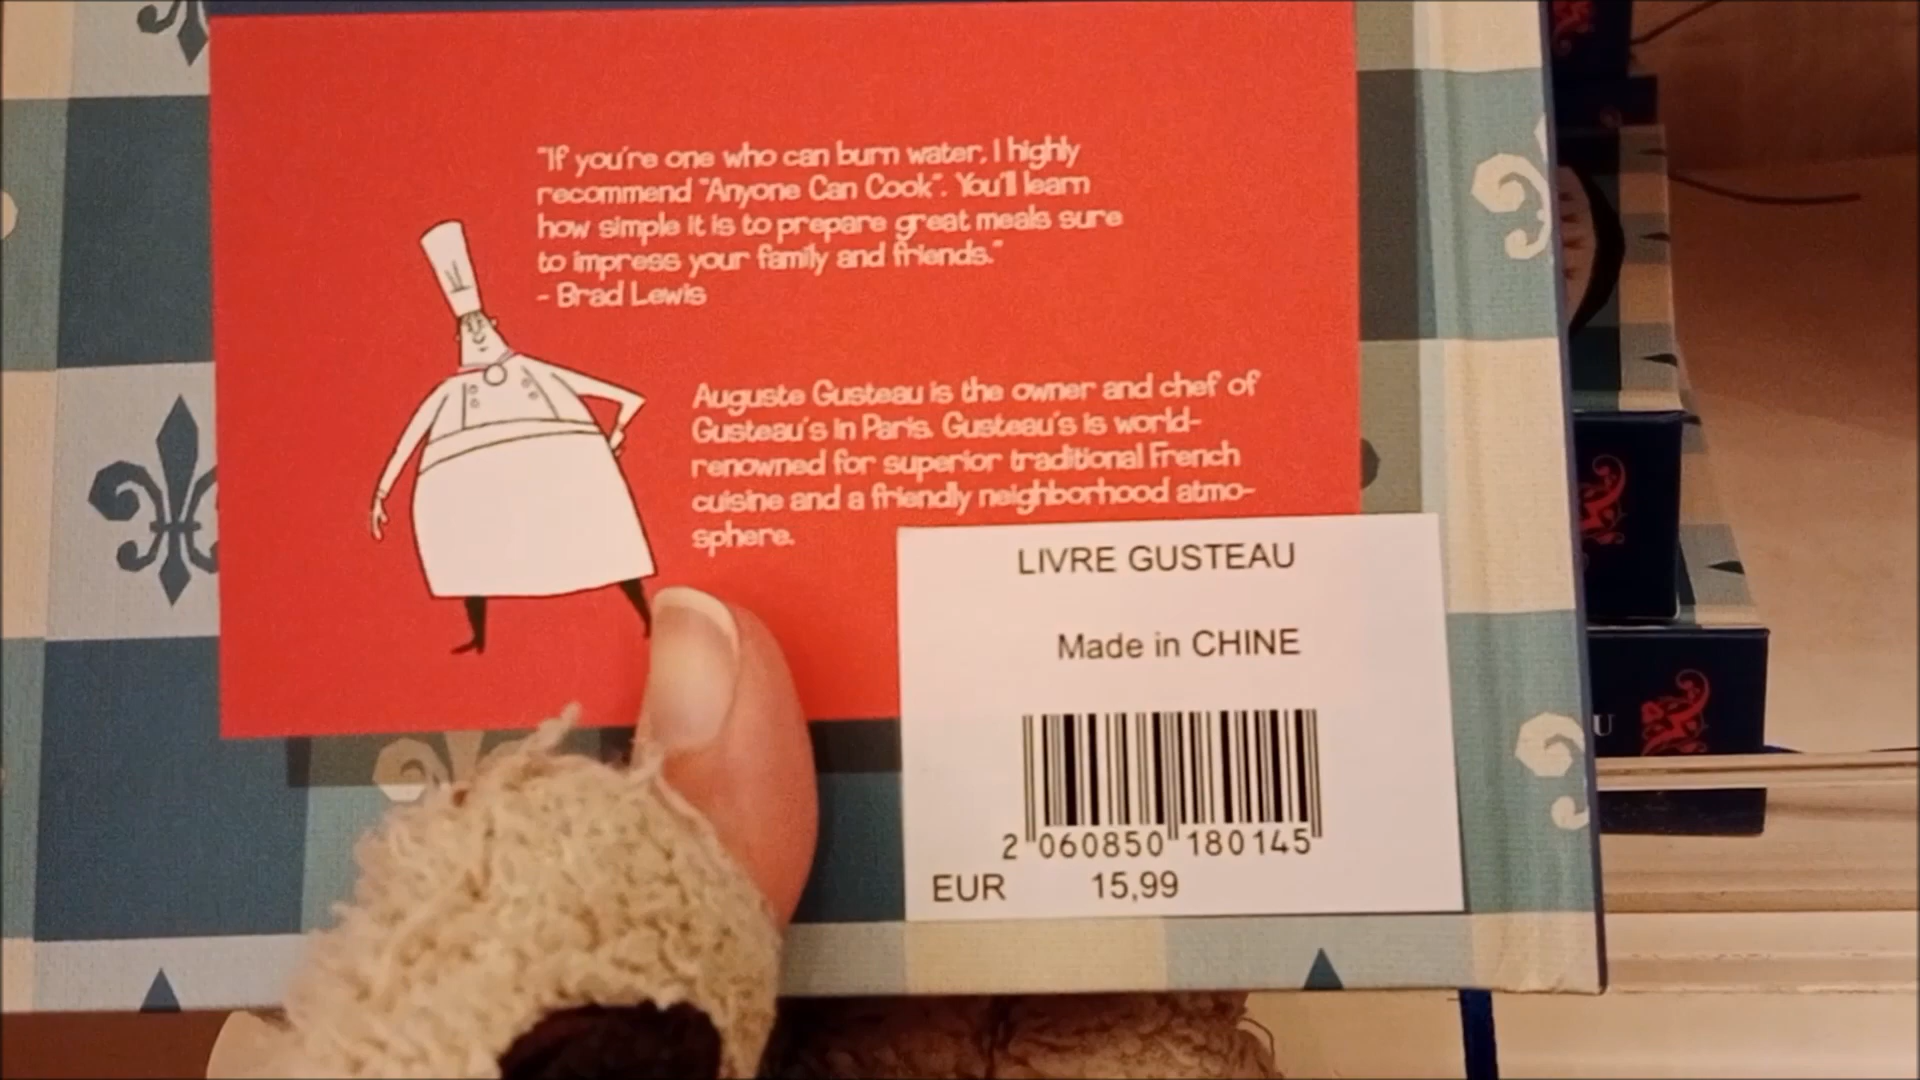 "If you're one who can burn water, I highly
recommend "Anyone Can Cook". You'll learn
how simple it is to prepare great meals sure
to impress your family and friends."
- Brad Lewis
Auguste Gusteau is the owner and chef of
Gusteau's in Paris. Gusteau's is world-
renowned for superior traditional French
cuisine and a friendly neighborhood atmo-
sphere.
LIVRE GUSTEAU
Made in CHINE
2 060850 180145
EUR 15,99
U